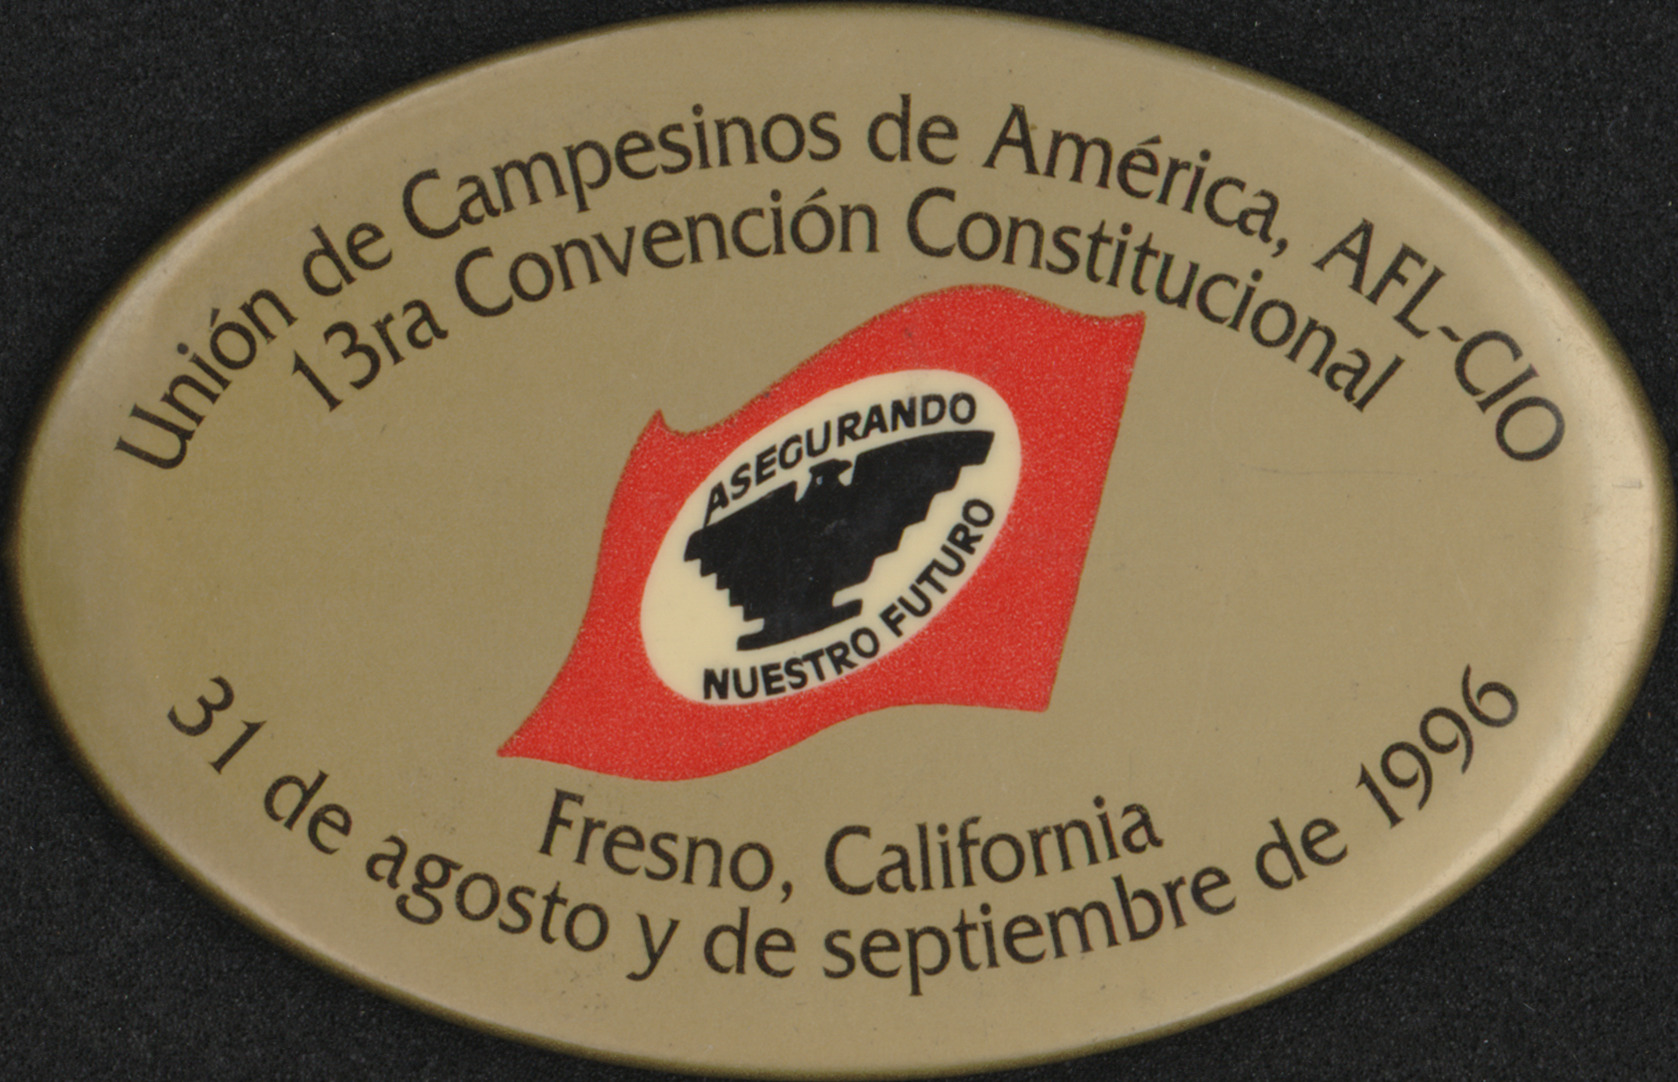 Unión de Campesinos de América, AFL-CIO
13ra Convención Constitucional
ASEGURANDO
NUESTRO FUTURO
Fresno, California
31 de agosto y de septiembre de 1996